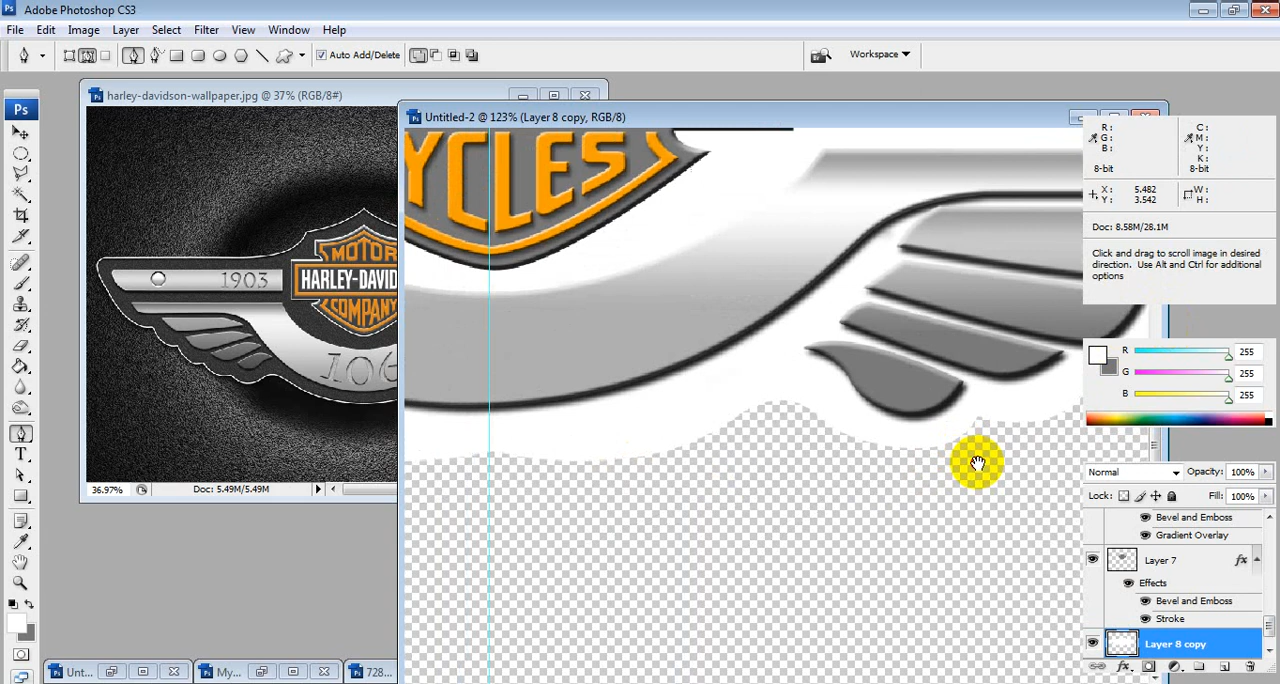 Adobe Photoshop CS3
File Edit Image Layer Select Filter View Window Help
Auto Add/Delete
Workspace
harley-davidson-wallpaper.jpg @ 37% (RGB/8#)
Untitled-2 @ 123% (Layer 8 copy, RGB/8)
Ps
YCLES
MOTOR
1903
HARLEY-DAVID
COMPANY
106
36.97%
Doc: 5.49M/5.49M
R:
G:
B:
8-bit
C:
M:
Y:
K:
8-bit
X: 5.482
Y: 3.542
W:
H:
Doc: 8.58M/28.1M
Click and drag to scroll image in desired
direction. Use Alt and Ctrl for additional
options
R 255
G 255
B 255
Normal
Opacity: 100%
Lock:
Fill: 100%
Bevel and Emboss
Gradient Overlay
Layer 7
fx
Effects
Bevel and Emboss
Stroke
Layer 8 copy
Unt...
My...
728...